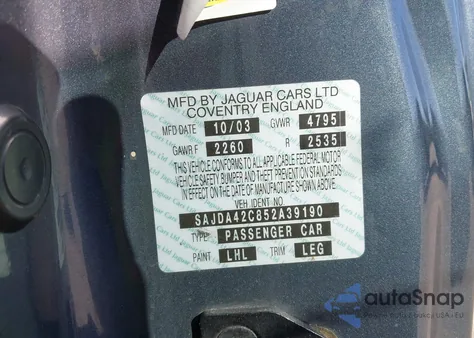 MFD BY JAGUAR CARS LTD
COVENTRY ENGLAND
MFD DATE 10/03 GVWR 4795
GAWR F 2260 R 2535
THIS VEHICLE CONFORMS TO ALL APPLICABLE FEDERAL MOTOR
VEHICLE SAFETY BUMPER AND THEFT PREVENTION STANDARDS
IN EFFECT ON THE DATE OF MANUFACTURE SHOWN ABOVE.
VEH IDENT NO
SAJDA42C852A39190
TYPE PASSENGER CAR
PAINT LHL TRIM LEG
autoSnap